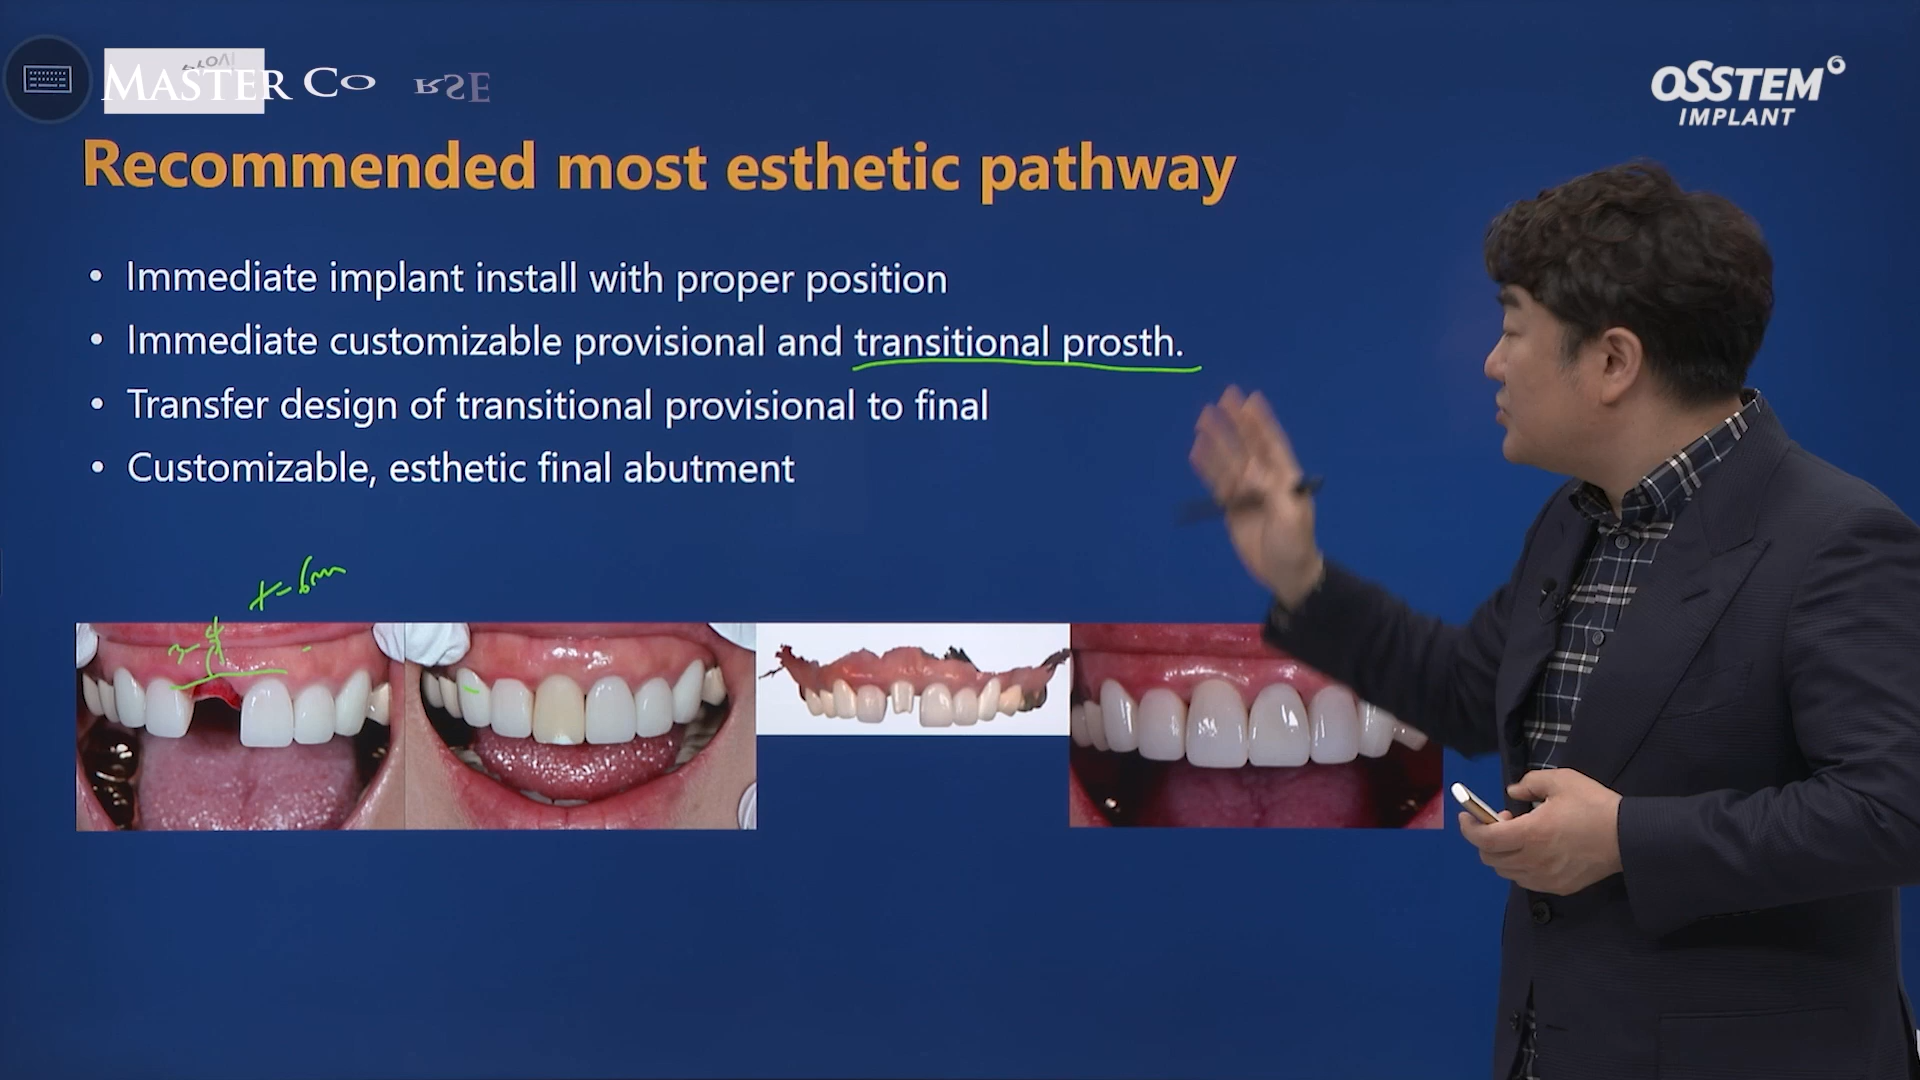 MASTER CO RSE
OSSTEM
IMPLANT
Recommended most esthetic pathway
• Immediate implant install with proper position
• Immediate customizable provisional and transitional prosth.
• Transfer design of transitional provisional to final
• Customizable, esthetic final abutment